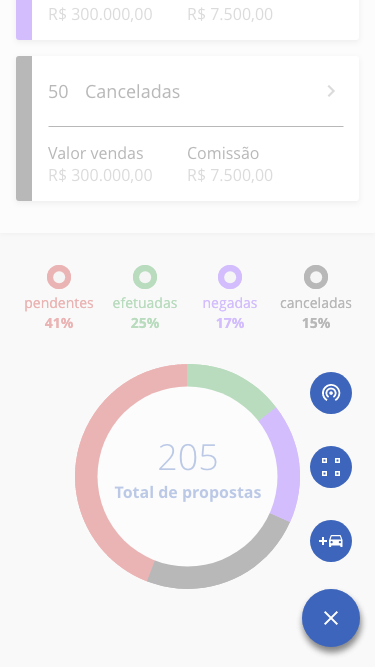 R$ 300.000,00 R$ 7.500,00
50 Canceladas
Valor vendas Comissão
R$ 300.000,00 R$ 7.500,00
pendentes efetuadas negadas canceladas
41% 25% 17% 15%
205
Total de propostas